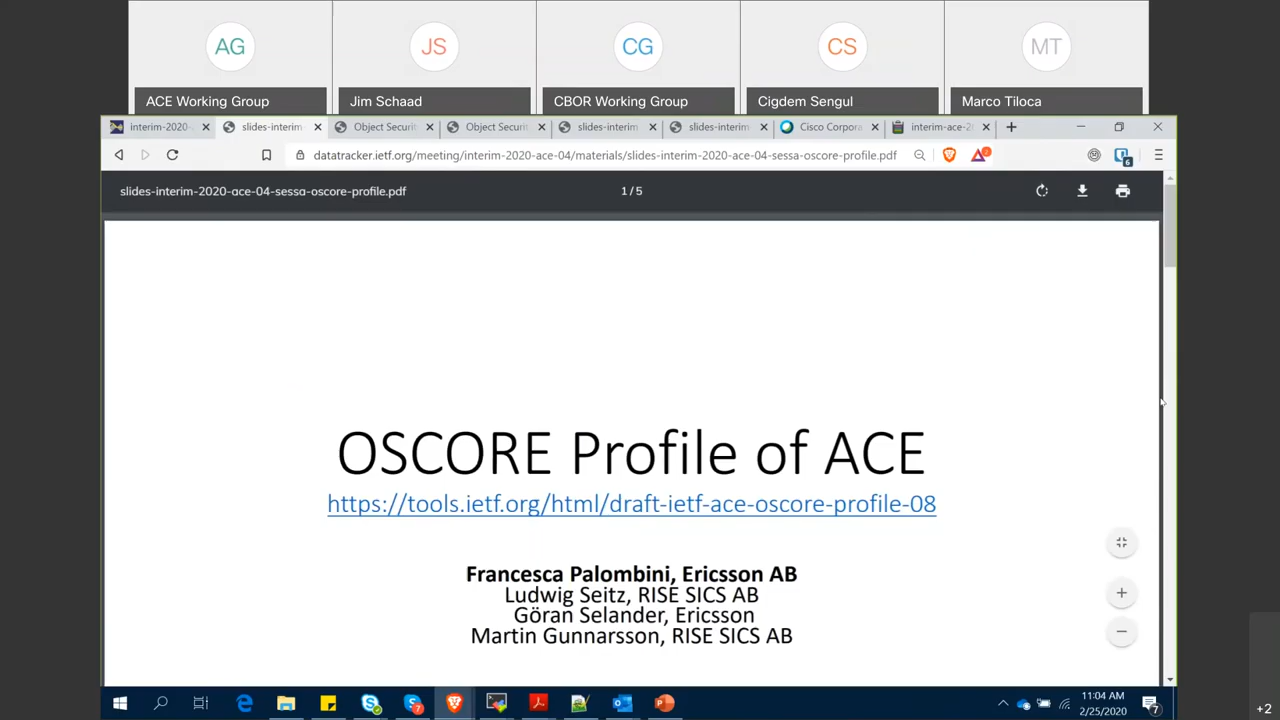 AG
JS
CG
CS
MT
ACE Working Group
Jim Schaad
CBOR Working Group
Cigdem Sengul
Marco Tiloca
interim-2020-
slides-interim
Object Securit
Object Securit
slides-interim
slides-interim
Cisco Corpora
interim-ace-20
datatracker.ietf.org/meeting/interim-2020-ace-04/materials/slides-interim-2020-ace-04-sessa-oscore-profile.pdf
2
6
slides-interim-2020-ace-04-sessa-oscore-profile.pdf
1 / 5
OSCORE Profile of ACE
https://tools.ietf.org/html/draft-ietf-ace-oscore-profile-08
Francesca Palombini, Ericsson AB
Ludwig Seitz, RISE SICS AB
Göran Selander, Ericsson
Martin Gunnarsson, RISE SICS AB
11:04 AM
2/25/2020
7
+2